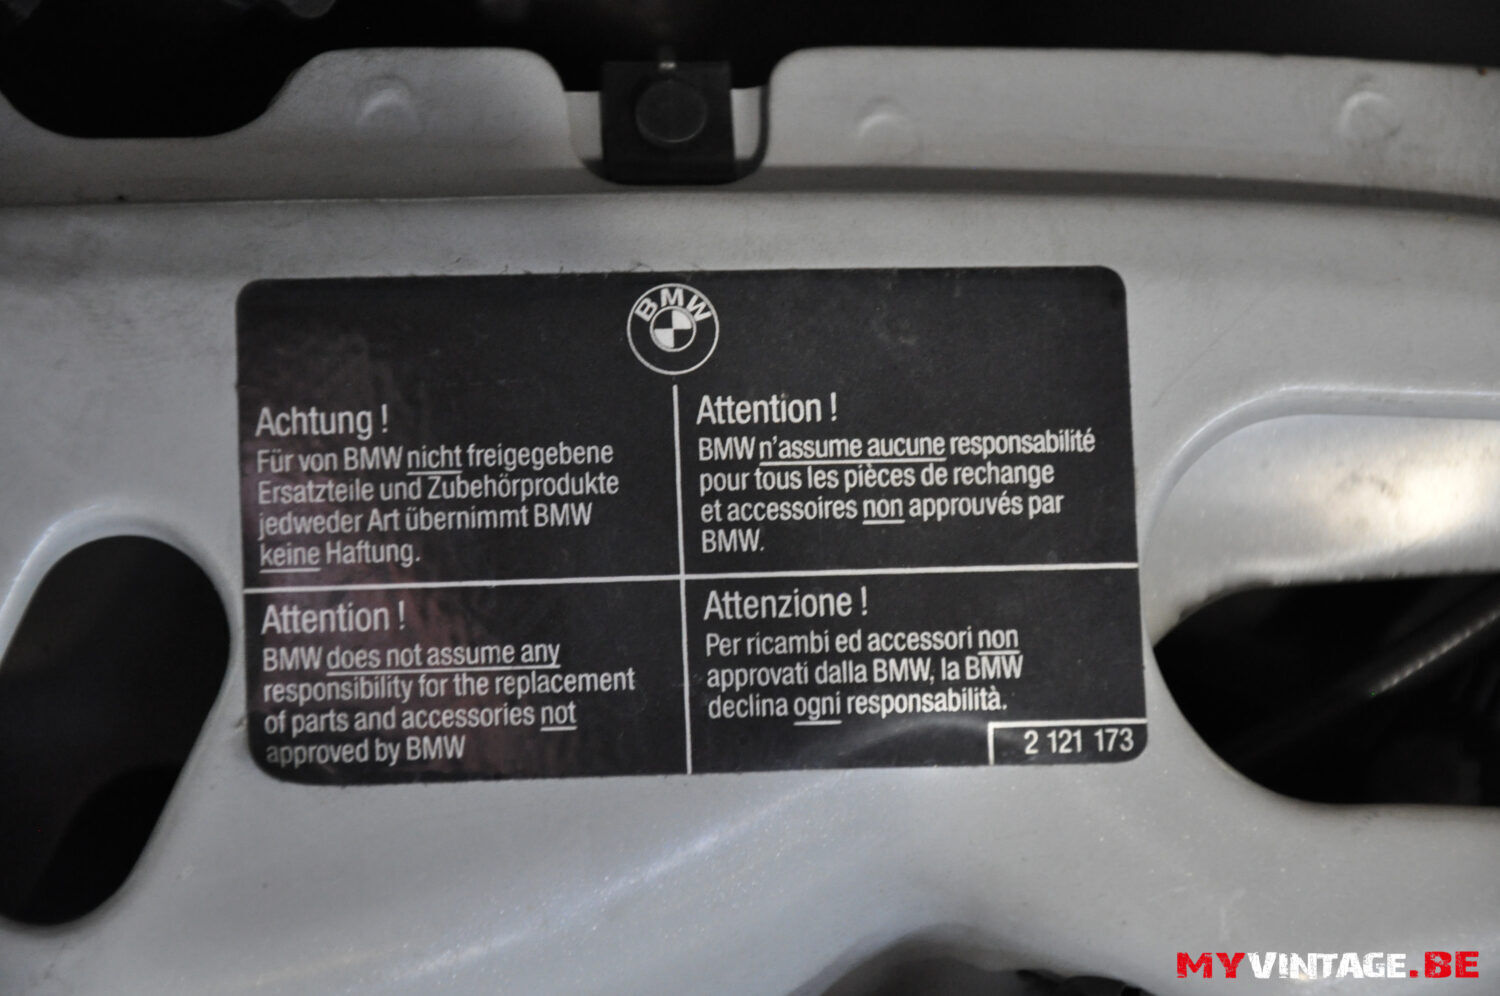 BMW
Achtung !
Für von BMW nicht freigegebene
Ersatzteile und Zubehörprodukte
jedweder Art übernimmt BMW
keine Haftung.
Attention !
BMW n'assume aucune responsabilité
pour tous les pièces de rechange
et accessoires non approuvés par
BMW.
Attention !
BMW does not assume any
responsibility for the replacement
of parts and accessories not
approved by BMW
Attenzione !
Per ricambi ed accessori non
approvati dalla BMW, la BMW
declina ogni responsabilità.
2 121 173
MYVINTAGE.BE